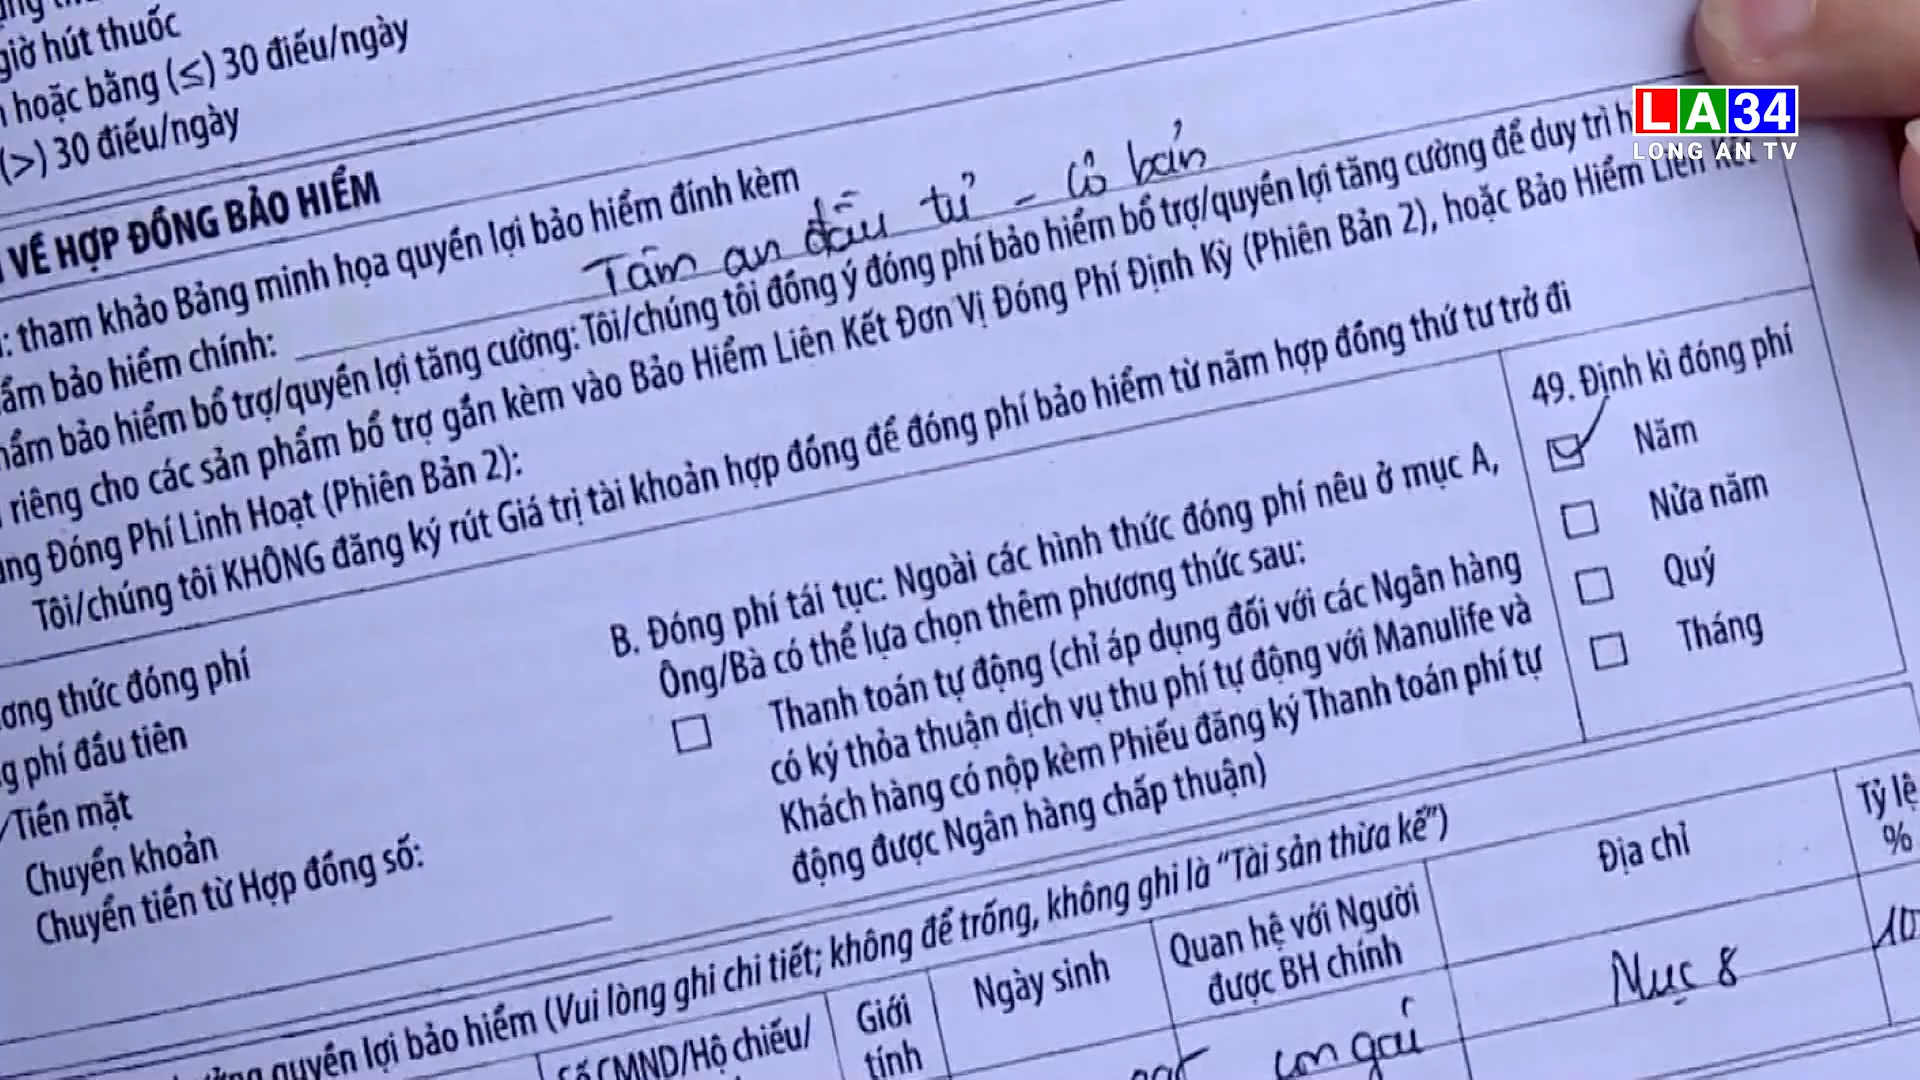 giờ hút thuốc
hoặc bằng (≤) 30 điếu/ngày
(>) 30 điếu/ngày
LA34
LONG AN TV
VỀ HỢP ĐỒNG BẢO HIỂM
: tham khảo Bảng minh họa quyền lợi bảo hiểm đính kèm
bảo hiểm chính: Tâm an đầu tư - cơ bản
bảo hiểm bổ trợ/quyền lợi tăng cường: Tôi/chúng tôi đồng ý đóng phí bảo hiểm bổ trợ/quyền lợi tăng cường để duy trì
riêng cho các sản phẩm bổ trợ gắn kèm vào Bảo Hiểm Liên Kết Đơn Vị Đóng Phí Định Kỳ (Phiên Bản 2), hoặc Bảo Hiểm Liên Kết
Đóng Phí Linh Hoạt (Phiên Bản 2):
Tôi/chúng tôi KHÔNG đăng ký rút Giá trị tài khoản hợp đồng để đóng phí bảo hiểm từ năm hợp đồng thứ tư trở đi
thức đóng phí
phí đầu tiên
Tiền mặt
Chuyển khoản
Chuyển tiền từ Hợp đồng số:
B. Đóng phí tái tục: Ngoài các hình thức đóng phí nêu ở mục A,
Ông/Bà có thể lựa chọn thêm phương thức sau:
Thanh toán tự động (chỉ áp dụng đối với các Ngân hàng
có ký thỏa thuận dịch vụ thu phí tự động với Manulife và
Khách hàng có nộp kèm Phiếu đăng ký Thanh toán phí tự
động được Ngân hàng chấp thuận)
49. Định kì đóng phí
Năm
Nửa năm
Quý
Tháng
quyền lợi bảo hiểm (Vui lòng ghi chi tiết; không để trống, không ghi là “Tài sản thừa kế”)
Số CMND/Hộ chiếu/
Giới
tính
Ngày sinh
Quan hệ với Người
được BH chính
Địa chỉ
Tỷ lệ
%
con gái
Mục 8